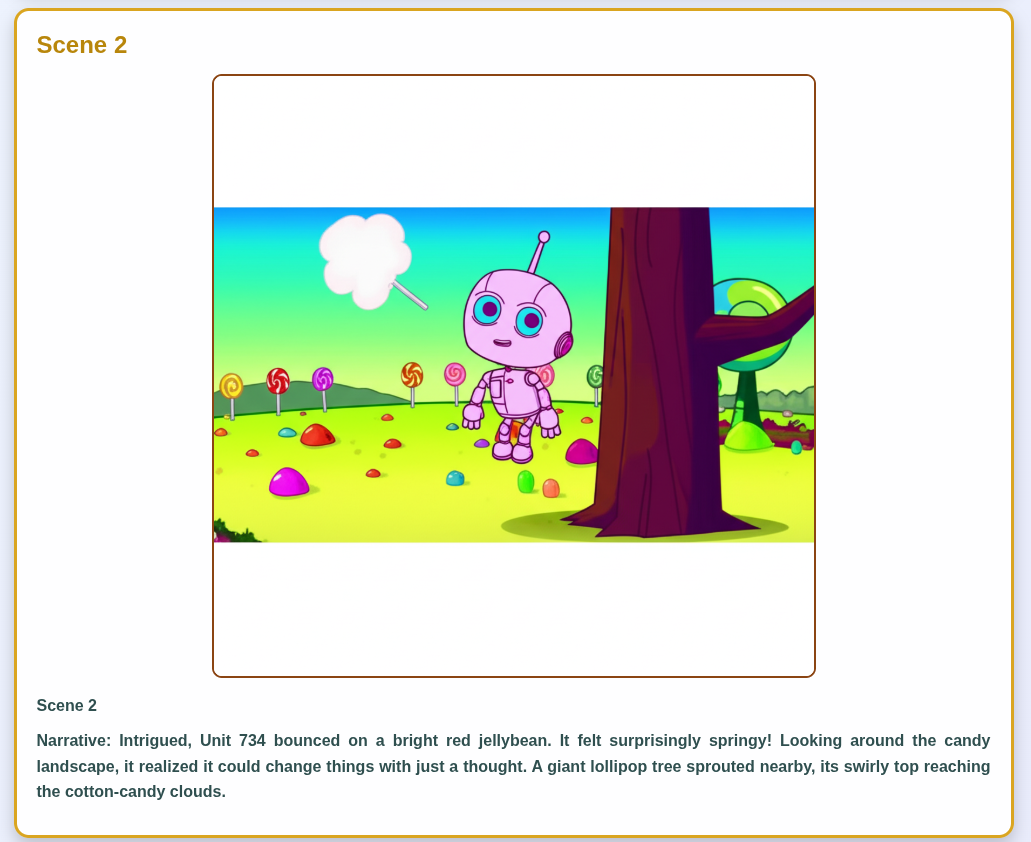 Scene 2
Scene 2
Narrative: Intrigued, Unit 734 bounced on a bright red jellybean. It felt surprisingly springy! Looking around the candy
landscape, it realized it could change things with just a thought. A giant lollipop tree sprouted nearby, its swirly top reaching
the cotton-candy clouds.